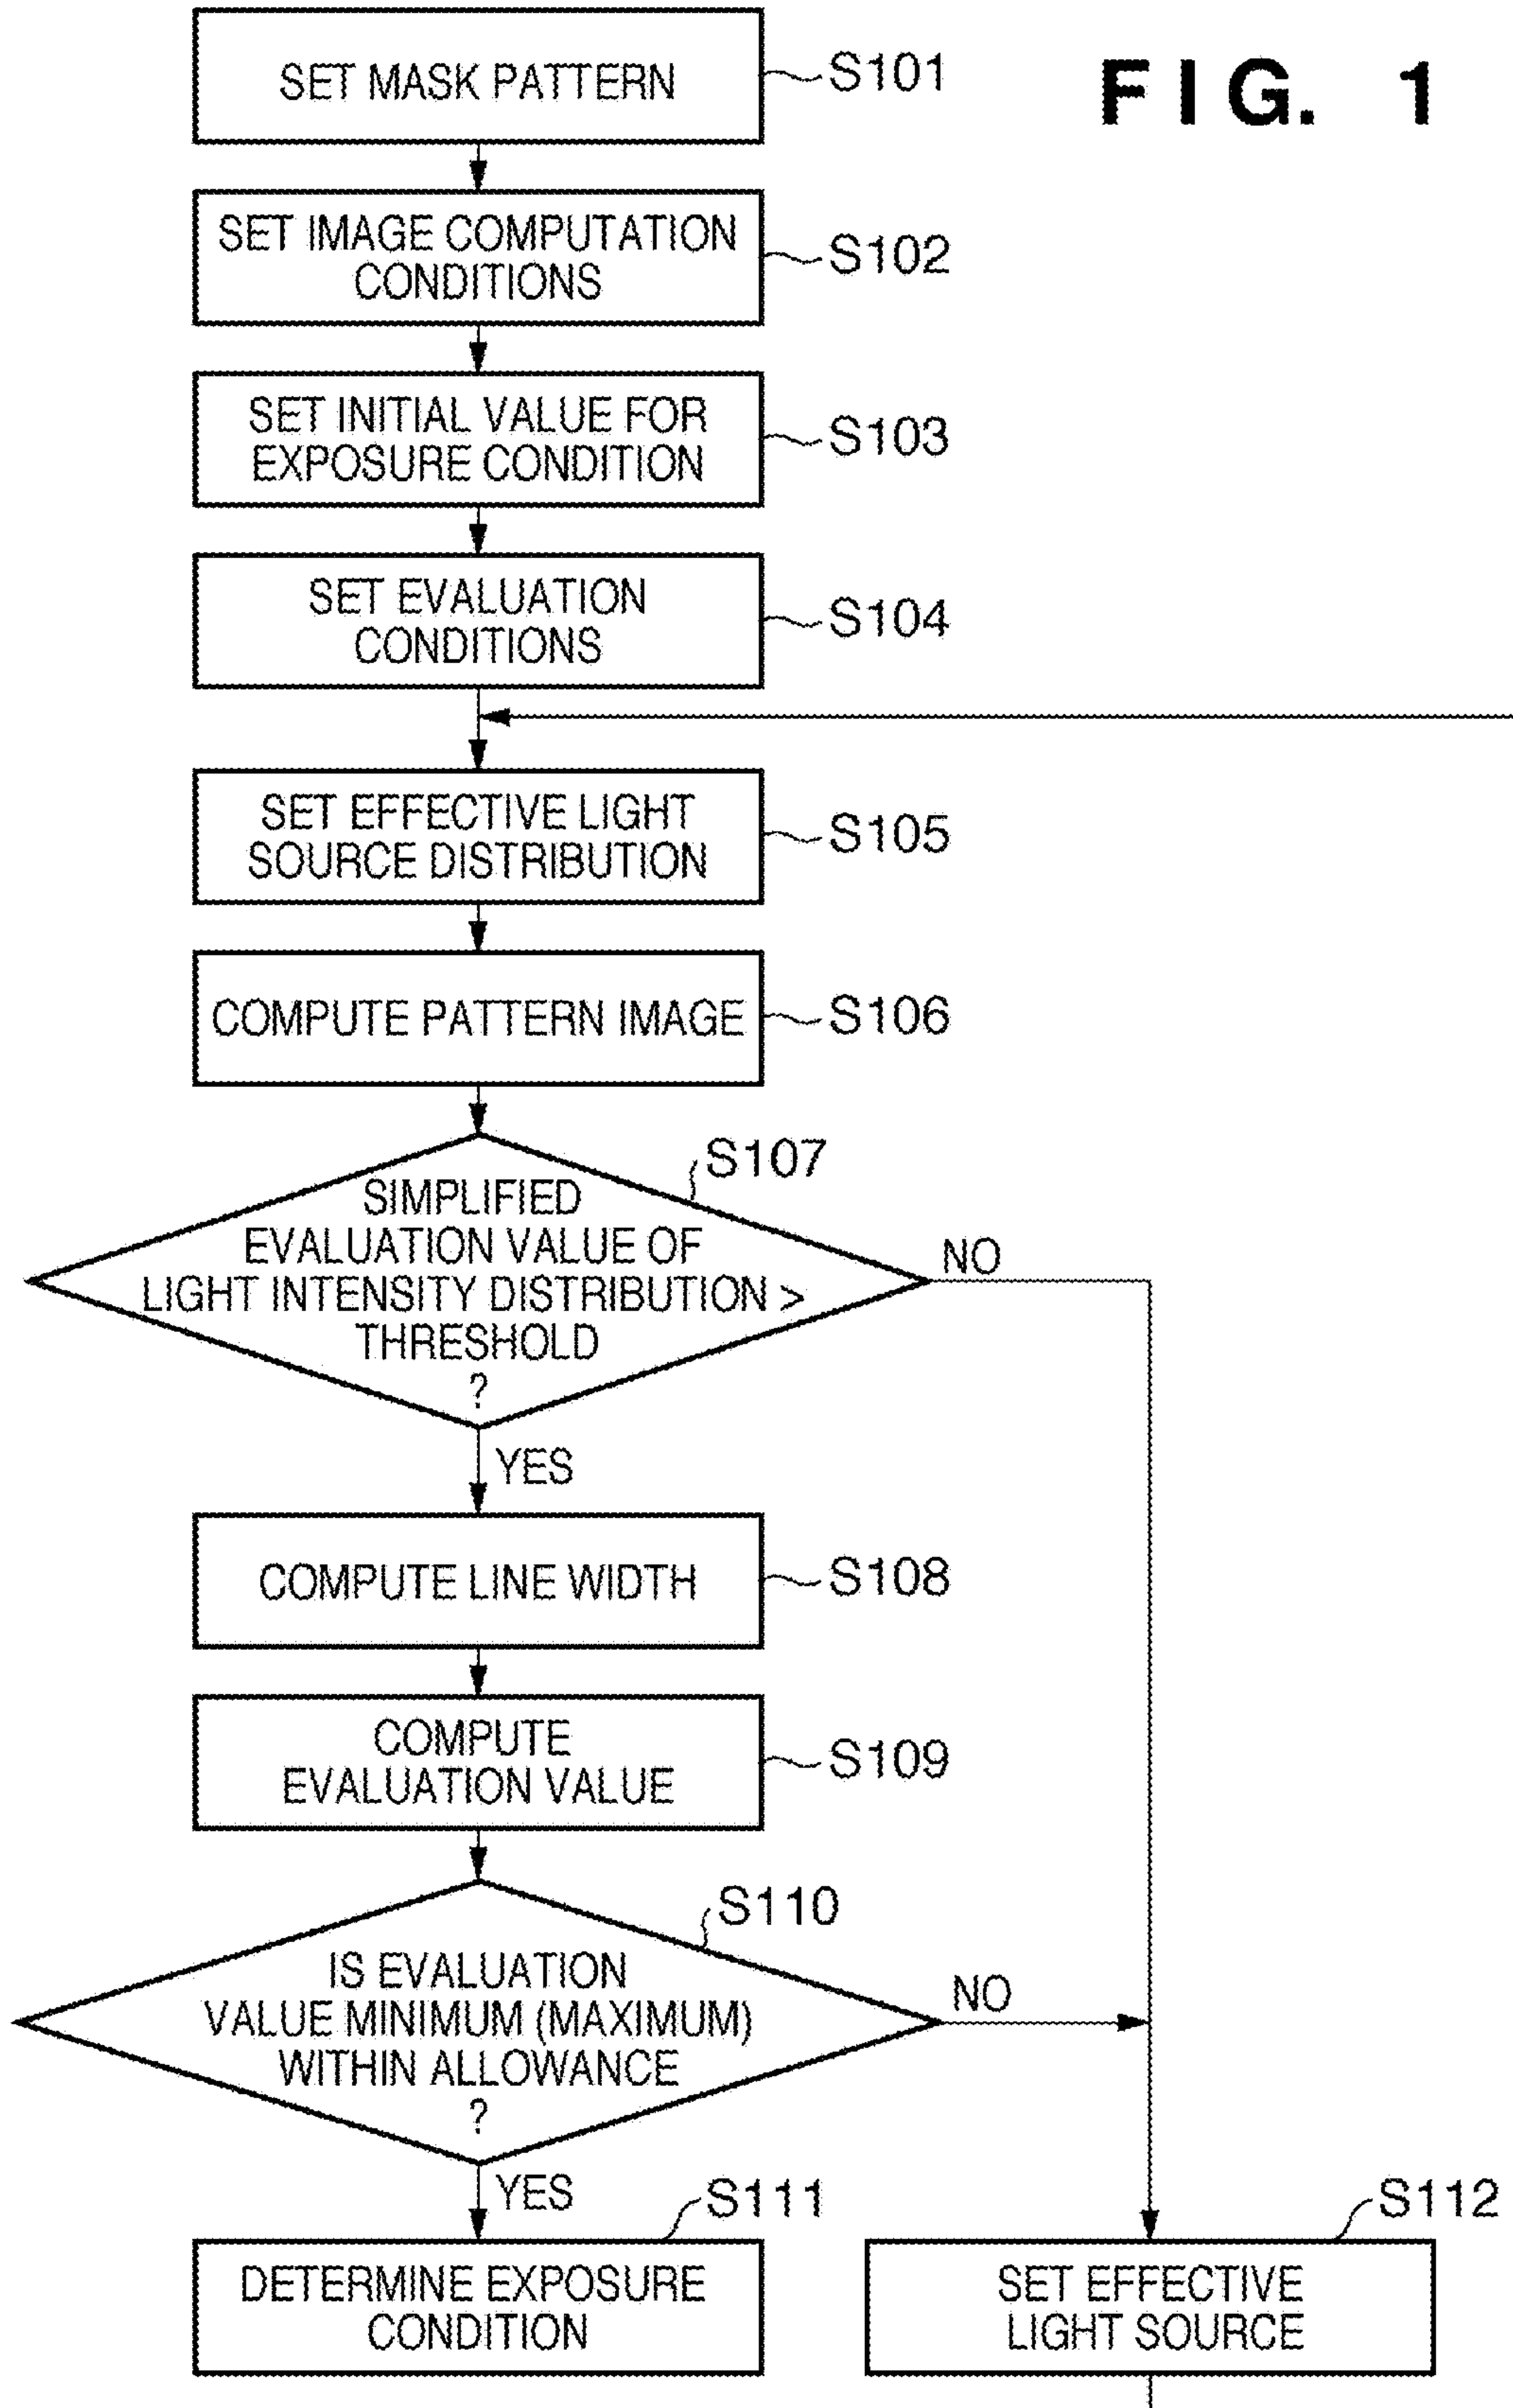 FIG. 1
SET MASK PATTERN
S101
SET IMAGE COMPUTATION
CONDITIONS
S102
SET INITIAL VALUE FOR
EXPOSURE CONDITION
S103
SET EVALUATION
CONDITIONS
S104
SET EFFECTIVE LIGHT
SOURCE DISTRIBUTION
S105
COMPUTE PATTERN IMAGE
S106
S107
SIMPLIFIED
EVALUATION VALUE OF
LIGHT INTENSITY DISTRIBUTION >
THRESHOLD
?
NO
YES
COMPUTE LINE WIDTH
S108
COMPUTE
EVALUATION VALUE
S109
S110
IS EVALUATION
VALUE MINIMUM (MAXIMUM)
WITHIN ALLOWANCE
?
NO
YES
S111
DETERMINE EXPOSURE
CONDITION
S112
SET EFFECTIVE
LIGHT SOURCE